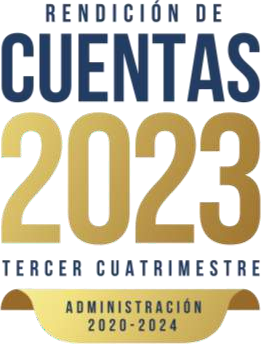 RENDICIÓN DE
CUENTAS
2023
TERCER CUATRIMESTRE
ADMINISTRACIÓN
2020-2024